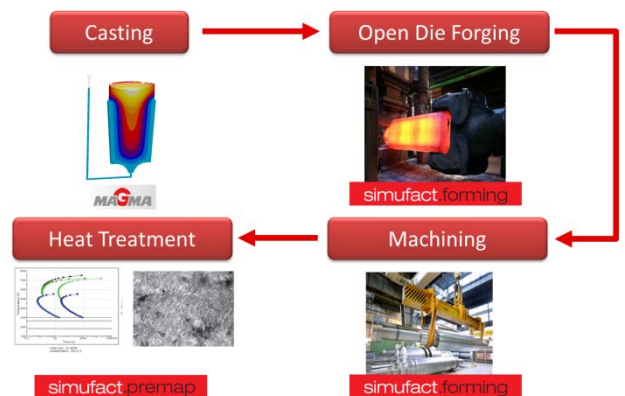 Casting
Open Die Forging
MAGMA
simufact.forming
Heat Treatment
Machining
simufact.premap
simufact.forming